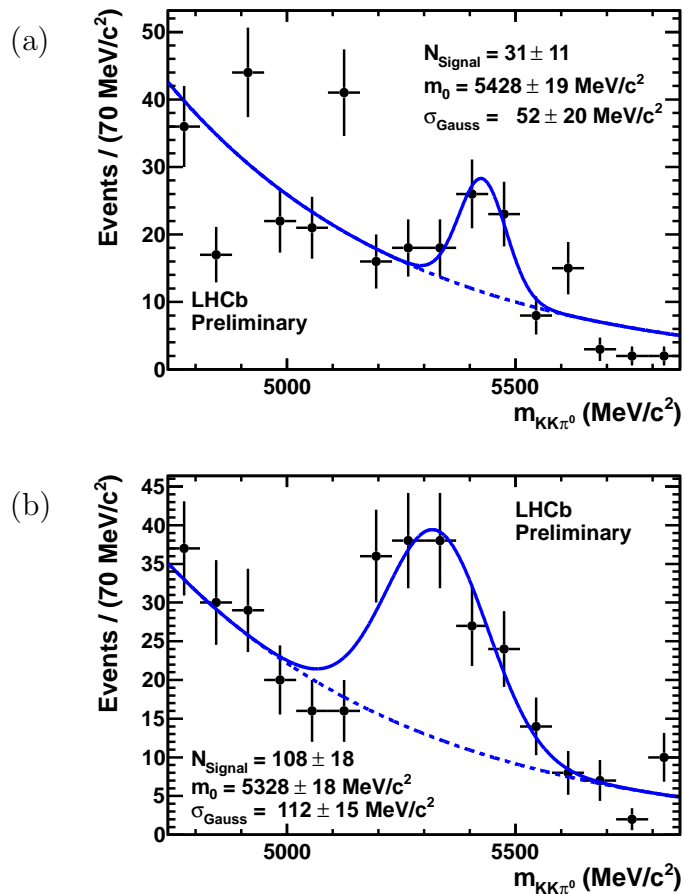 (a)
Events / (70 MeV/c²)
50
40
30
20
10
0
N_Signal = 31 ± 11
m₀ = 5428 ± 19 MeV/c²
σ_Gauss = 52 ± 20 MeV/c²
LHCb
Preliminary
5000 5500
m_KKπ⁰ (MeV/c²)
(b)
Events / (70 MeV/c²)
45
40
35
30
25
20
15
10
5
0
LHCb
Preliminary
N_Signal = 108 ± 18
m₀ = 5328 ± 18 MeV/c²
σ_Gauss = 112 ± 15 MeV/c²
5000 5500
m_KKπ⁰ (MeV/c²)